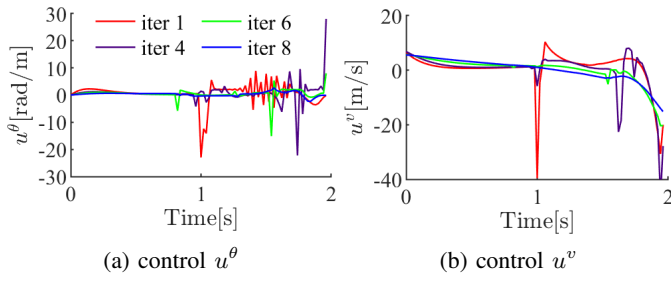 30
20
10
0
-10
-20
-30
u^θ[rad/m]
iter 1
iter 6
iter 4
iter 8
0
1
2
Time[s]
(a) control u^θ
20
0
-20
-40
u^v[m/s]
0
1
2
Time[s]
(b) control u^v